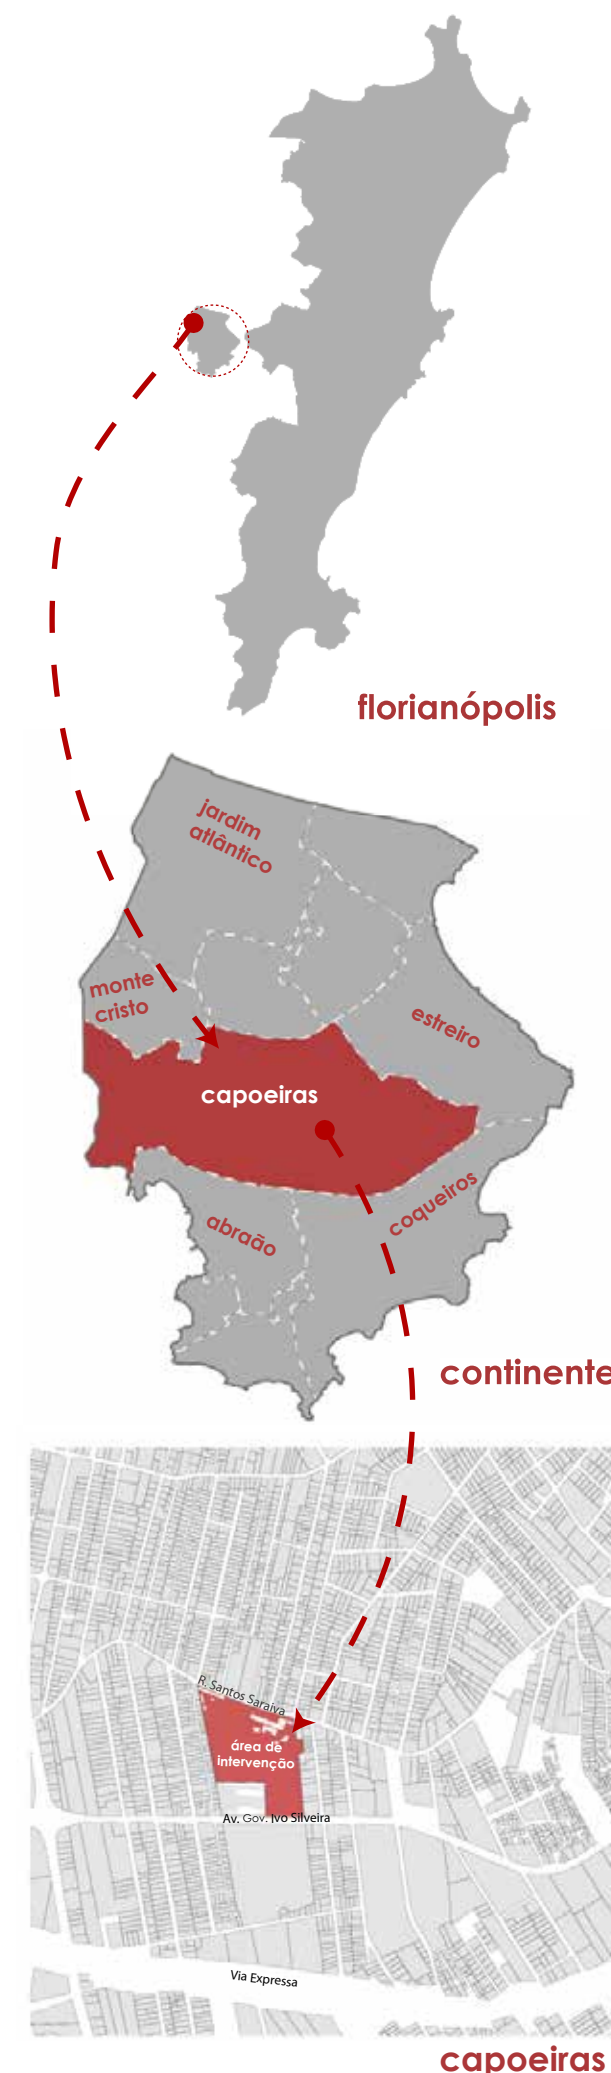 florianópolis
jardim
atlântico
monte
cristo
estreiro
capoeiras
coqueiros
abraão
continente
R. Santos Saraiva
área de
intervenção
Av. Gov. Ivo Silveira
Via Expressa
capoeiras